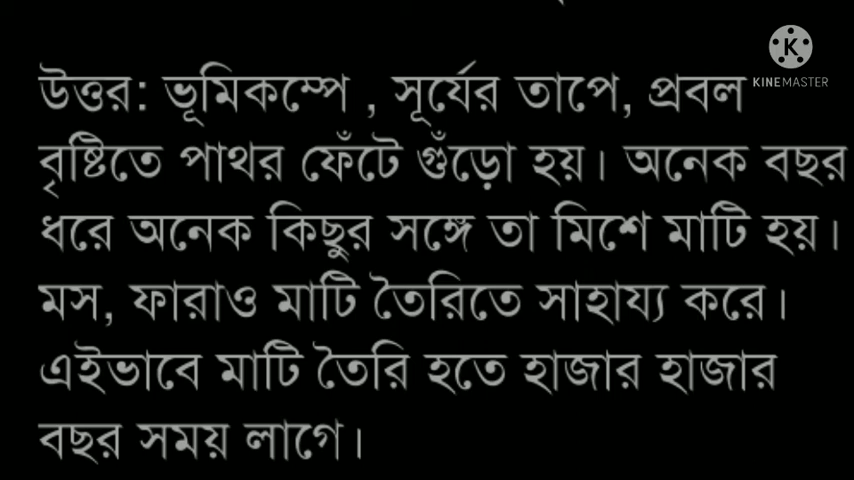 উত্তর: ভূমিকম্পে , সূর্যের তাপে, প্রবল
KINEMASTER
বৃষ্টিতে পাথর ফেঁটে গুঁড়ো হয়। অনেক বছর
ধরে অনেক কিছুর সঙ্গে তা মিশে মাটি হয়।
মস, ফারাও মাটি তৈরিতে সাহায্য করে।
এইভাবে মাটি তৈরি হতে হাজার হাজার
বছর সময় লাগে।